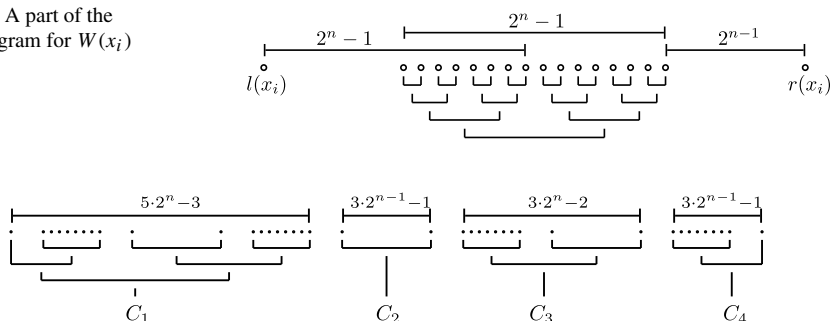 A part of the
gram for W(x_i)
2^n − 1
2^n − 1
2^{n−1}
l(x_i)
r(x_i)
5·2^n−3
3·2^{n−1}−1
3·2^n−2
3·2^{n−1}−1
C_1
C_2
C_3
C_4